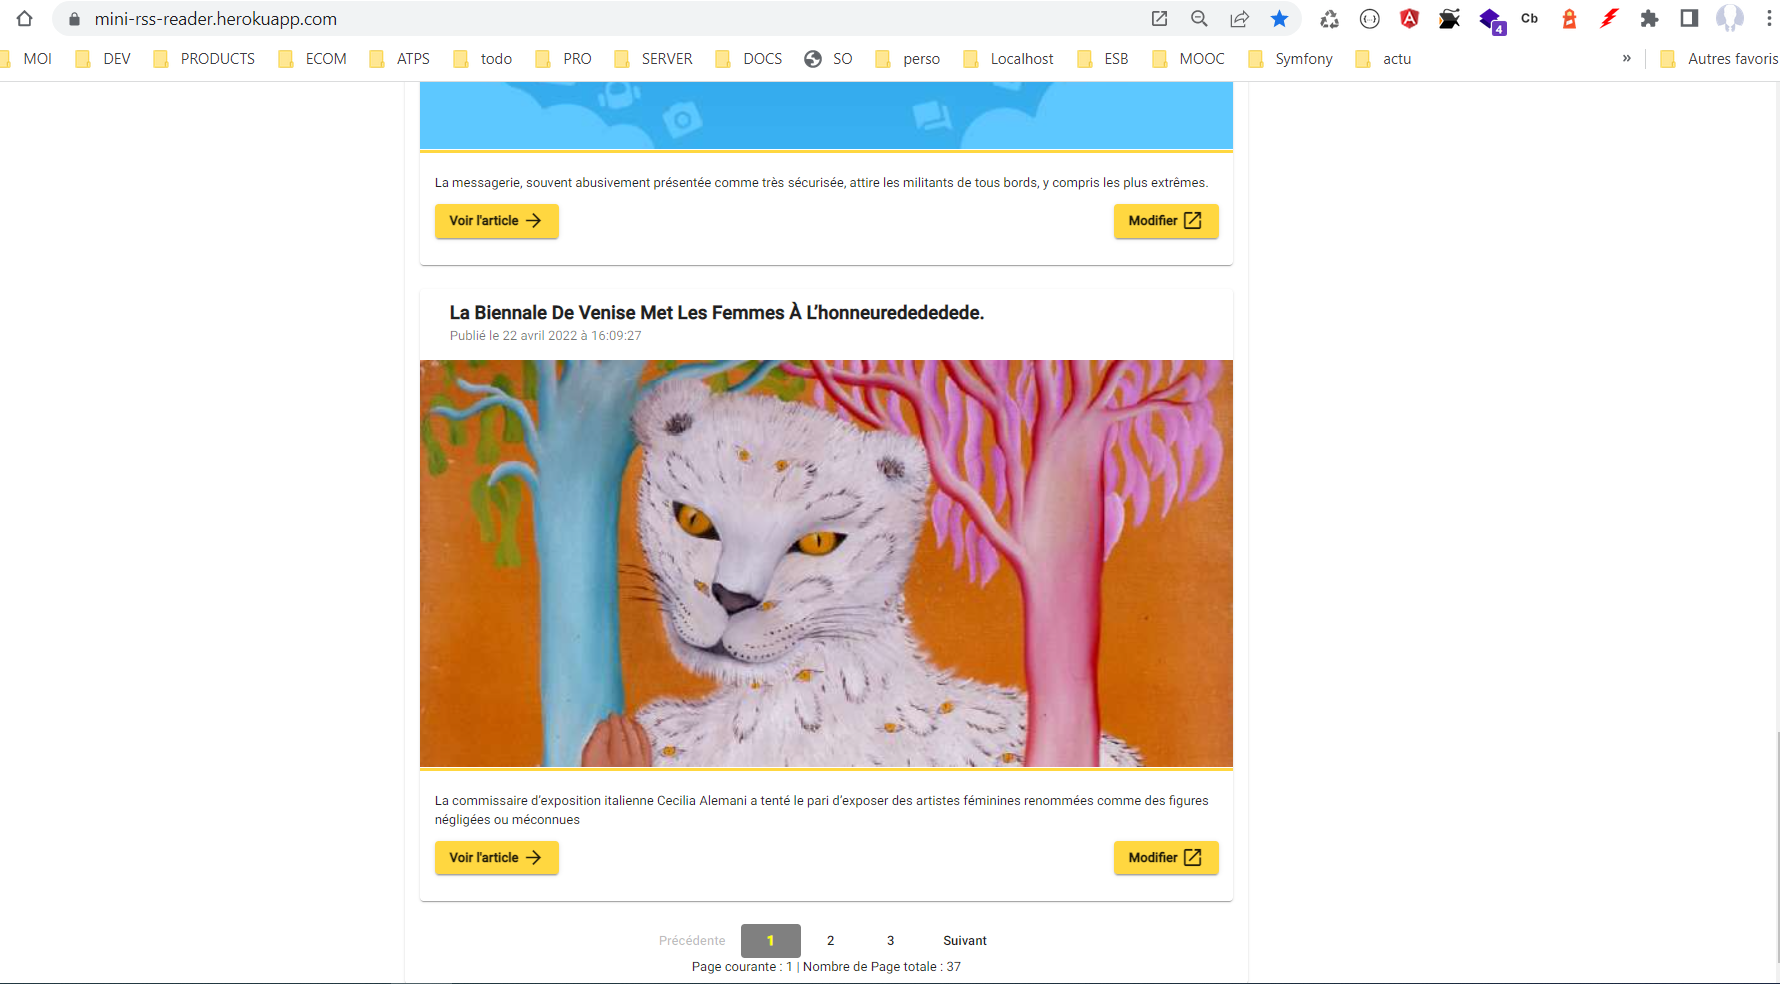 mini-rss-reader.herokuapp.com
Cb
4
MOI DEV PRODUCTS ECOM ATPS todo PRO SERVER DOCS SO perso Localhost ESB MOOC Symfony actu » Autres favoris
La messagerie, souvent abusivement présentée comme très sécurisée, attire les militants de tous bords, y compris les plus extrêmes.
Voir l'article Modifier
La Biennale De Venise Met Les Femmes À L’honneurededede­de.
Publié le 22 avril 2022 à 16:09:27
La commissaire d’exposition italienne Cecilia Alemani a tenté le pari d’exposer des artistes féminines renommées comme des figures
négligées ou méconnues
Voir l'article Modifier
Précédente 1 2 3 Suivant
Page courante : 1 | Nombre de Page totale : 37